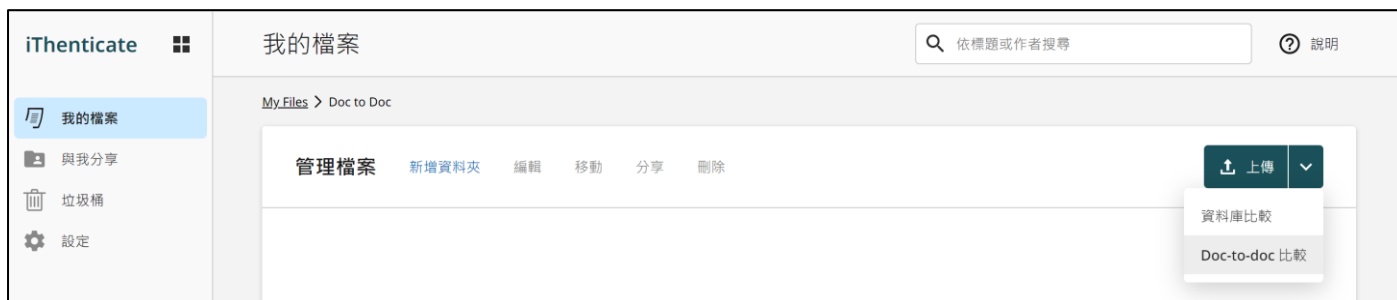 iThenticate
我的檔案
依標題或作者搜尋
說明
我的檔案
與我分享
垃圾桶
設定
My Files > Doc to Doc
管理檔案 新增資料夾 編輯 移動 分享 刪除
上傳
資料庫比較
Doc-to-doc 比較